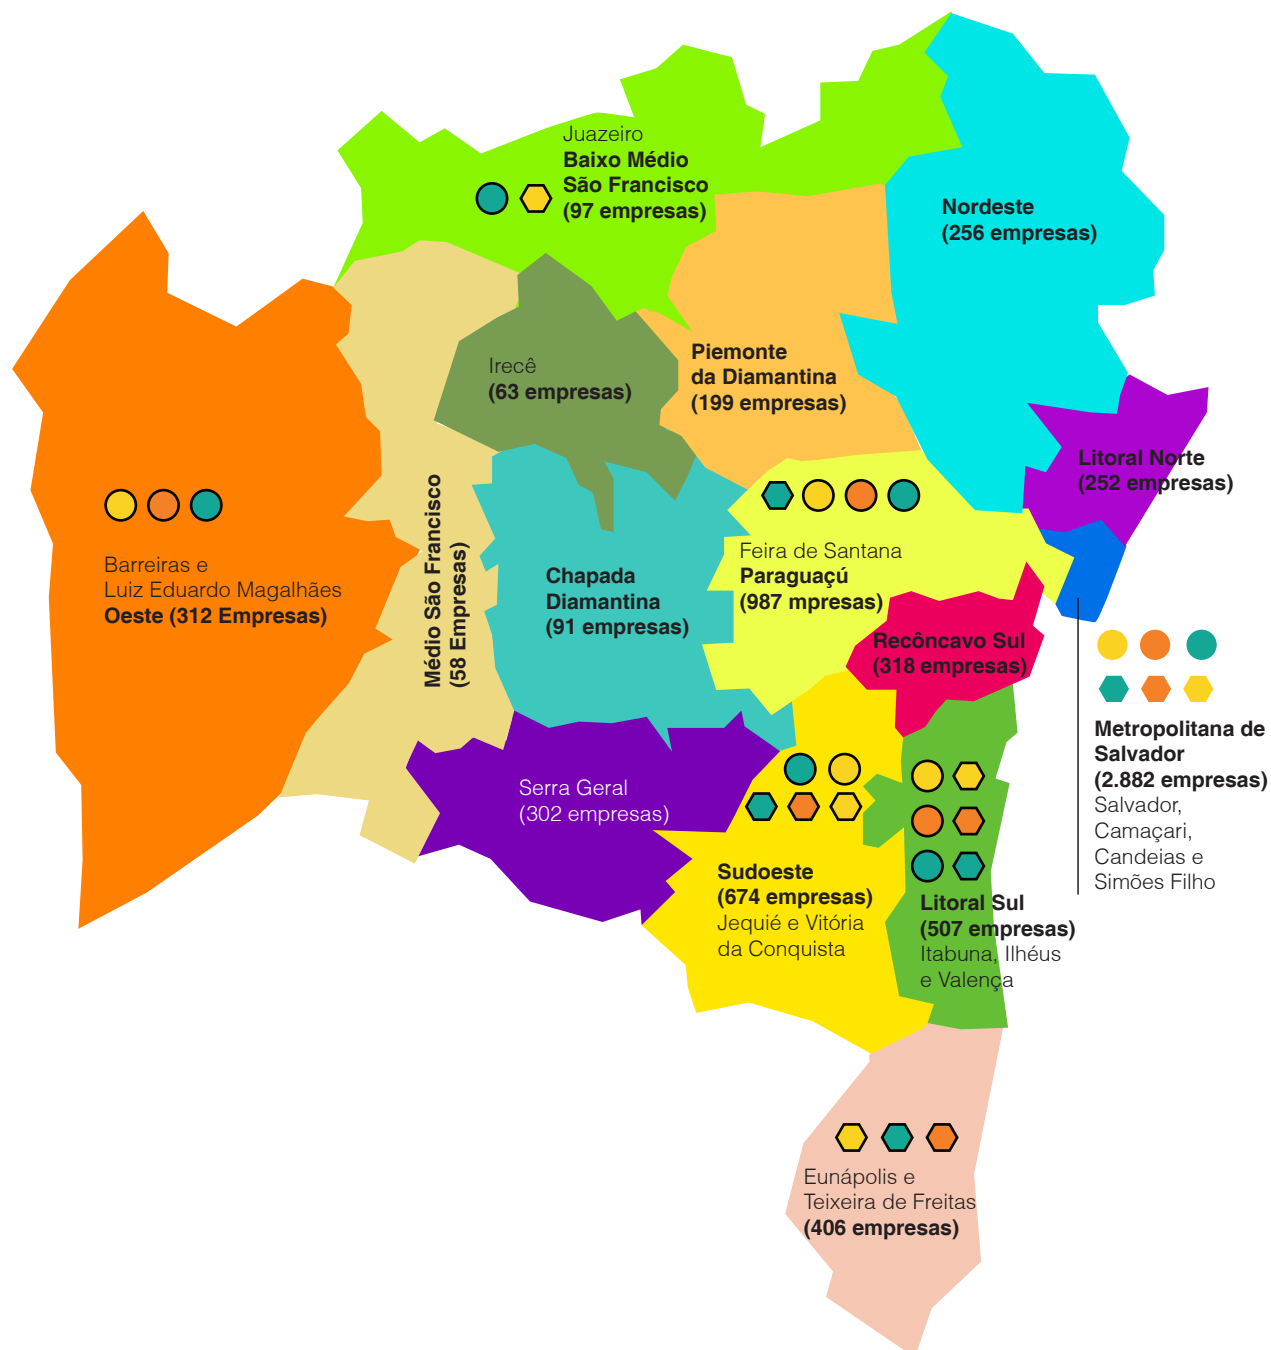 Juazeiro
Baixo Médio
São Francisco
(97 empresas)
Nordeste
(256 empresas)
Irecê
(63 empresas)
Piemonte
da Diamantina
(199 empresas)
Litoral Norte
(252 empresas)
Barreiras e
Luiz Eduardo Magalhães
Oeste (312 Empresas)
Médio São Francisco
(58 Empresas)
Chapada
Diamantina
(91 empresas)
Feira de Santana
Paraguaçú
(987 mpresas)
Recôncavo Sul
(318 empresas)
Metropolitana de
Salvador
(2.882 empresas)
Salvador,
Camaçari,
Candeias e
Simões Filho
Serra Geral
(302 empresas)
Sudoeste
(674 empresas)
Jequié e Vitória
da Conquista
Litoral Sul
(507 empresas)
Itabuna, Ilhéus
e Valença
Eunápolis e
Teixeira de Freitas
(406 empresas)